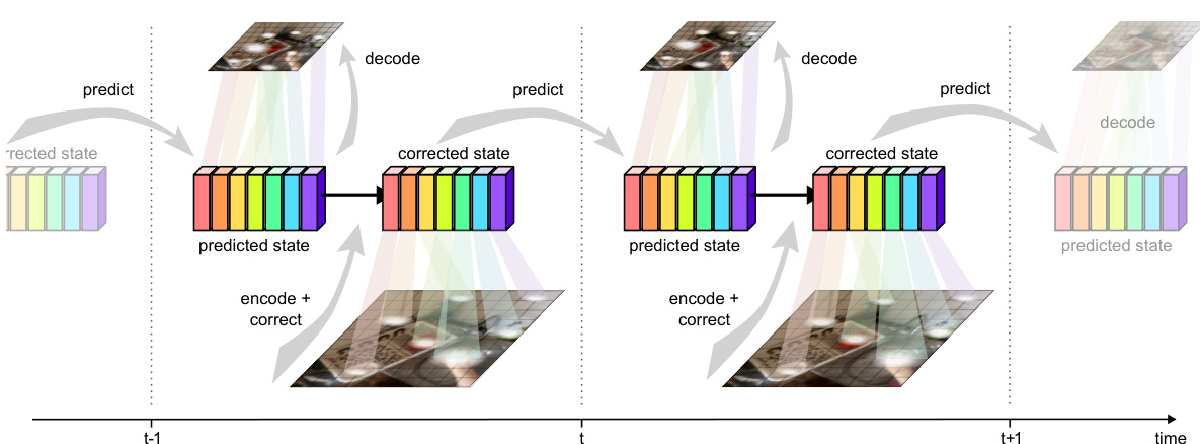 decode
decode
predict
predict
predict
decode
rrected state
corrected state
corrected state
predicted state
predicted state
predicted state
encode +
correct
encode +
correct
t-1
t
t+1
time